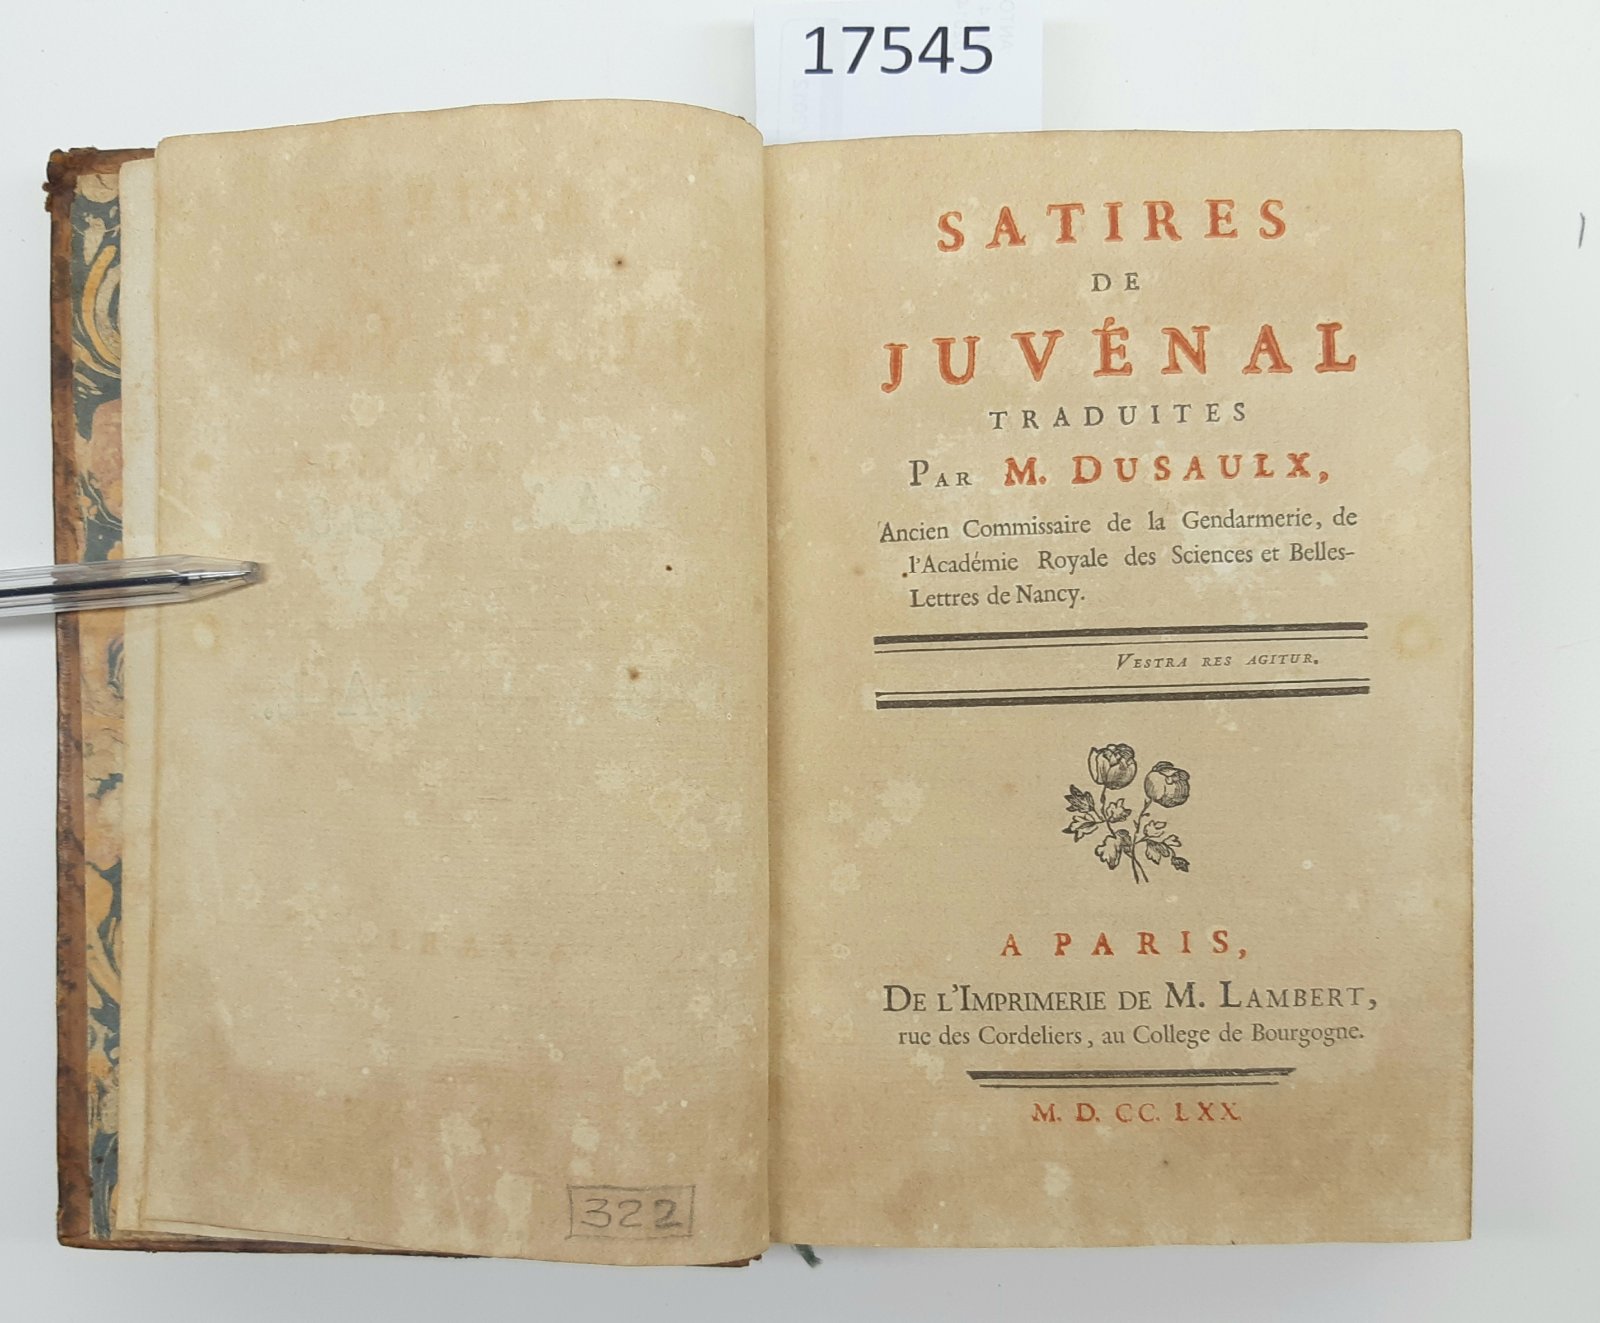 17545
322
SATIRES
DE
JUVÉNAL
TRADUITES
PAR M. DUSAULX,
Ancien Commissaire de la Gendarmerie, de
l'Académie Royale des Sciences et Belles-
Lettres de Nancy.
VESTRA RES AGITUR.
A PARIS,
DE L'IMPRIMERIE DE M. LAMBERT,
rue des Cordeliers, au College de Bourgogne.
M. D. CC. LXX.